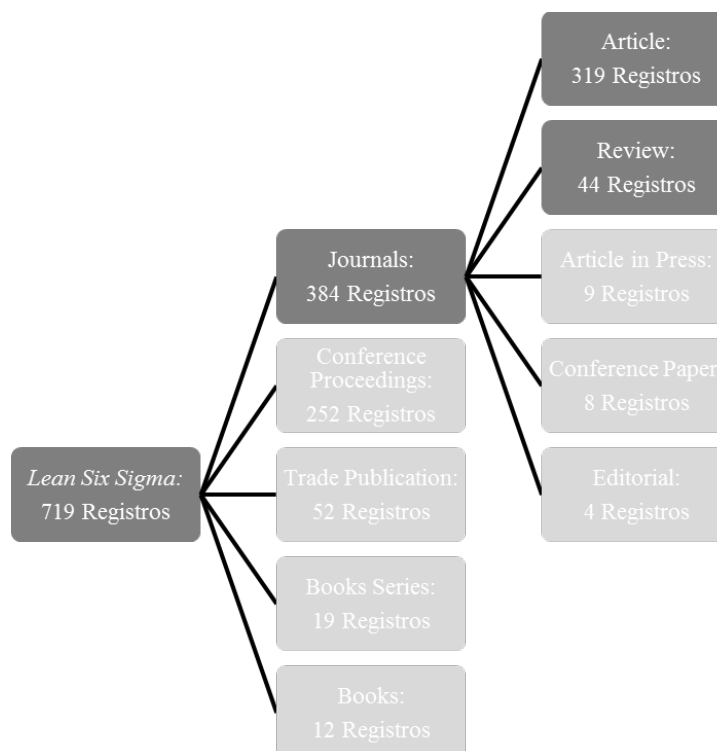 Lean Six Sigma:
719 Registros
Journals:
384 Registros
Conference
Proceedings:
252 Registros
Trade Publication:
52 Registros
Books Series:
19 Registros
Books:
12 Registros
Article:
319 Registros
Review:
44 Registros
Article in Press:
9 Registros
Conference Paper
8 Registros
Editorial:
4 Registros